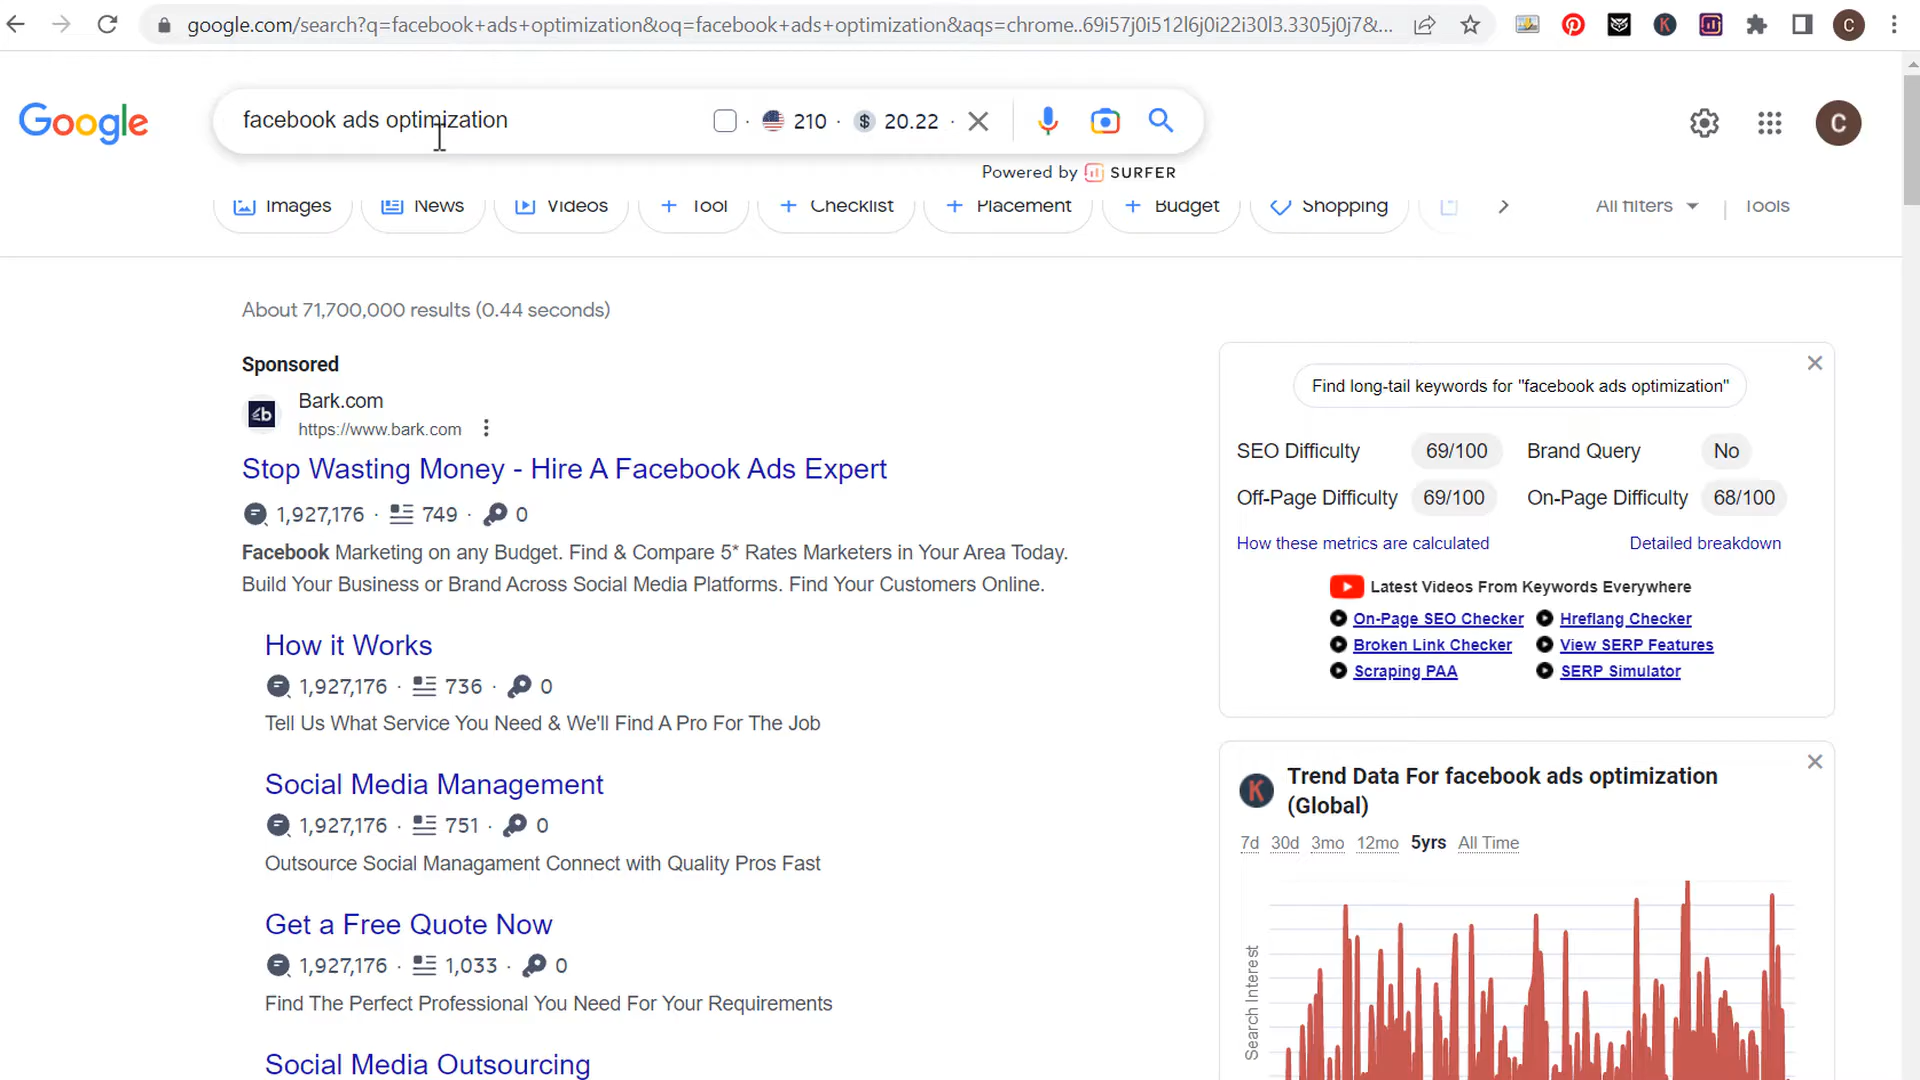 google.com/search?q=facebook+ads+optimization&oq=facebook+ads+optimization&aqs=chrome..69i57j0i512l6j0i22i30l3.3305j0j7&...
C
Google
facebook ads optimization
210 · $ 20.22 ·
C
Powered by SURFER
Images
News
Videos
+ Tool
+ Checklist
+ Placement
+ Budget
Shopping
All filters
Tools
About 71,700,000 results (0.44 seconds)
Sponsored
Bark.com
https://www.bark.com
Stop Wasting Money - Hire A Facebook Ads Expert
1,927,176 · 749 · 0
Facebook Marketing on any Budget. Find & Compare 5* Rates Marketers in Your Area Today.
Build Your Business or Brand Across Social Media Platforms. Find Your Customers Online.
How it Works
1,927,176 · 736 · 0
Tell Us What Service You Need & We'll Find A Pro For The Job
Social Media Management
1,927,176 · 751 · 0
Outsource Social Managament Connect with Quality Pros Fast
Get a Free Quote Now
1,927,176 · 1,033 · 0
Find The Perfect Professional You Need For Your Requirements
Social Media Outsourcing
Find long-tail keywords for "facebook ads optimization"
SEO Difficulty 69/100 Brand Query No
Off-Page Difficulty 69/100 On-Page Difficulty 68/100
How these metrics are calculated
Detailed breakdown
Latest Videos From Keywords Everywhere
On-Page SEO Checker
Hreflang Checker
Broken Link Checker
View SERP Features
Scraping PAA
SERP Simulator
K
Trend Data For facebook ads optimization
(Global)
7d 30d 3mo 12mo 5yrs All Time
Search Interest